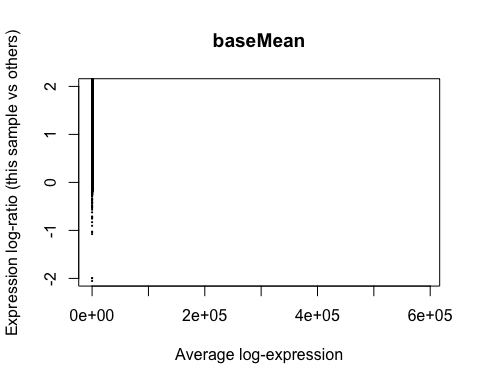 baseMean
Expression log-ratio (this sample vs others)
2
1
0
-1
-2
0e+00 2e+05 4e+05 6e+05
Average log-expression